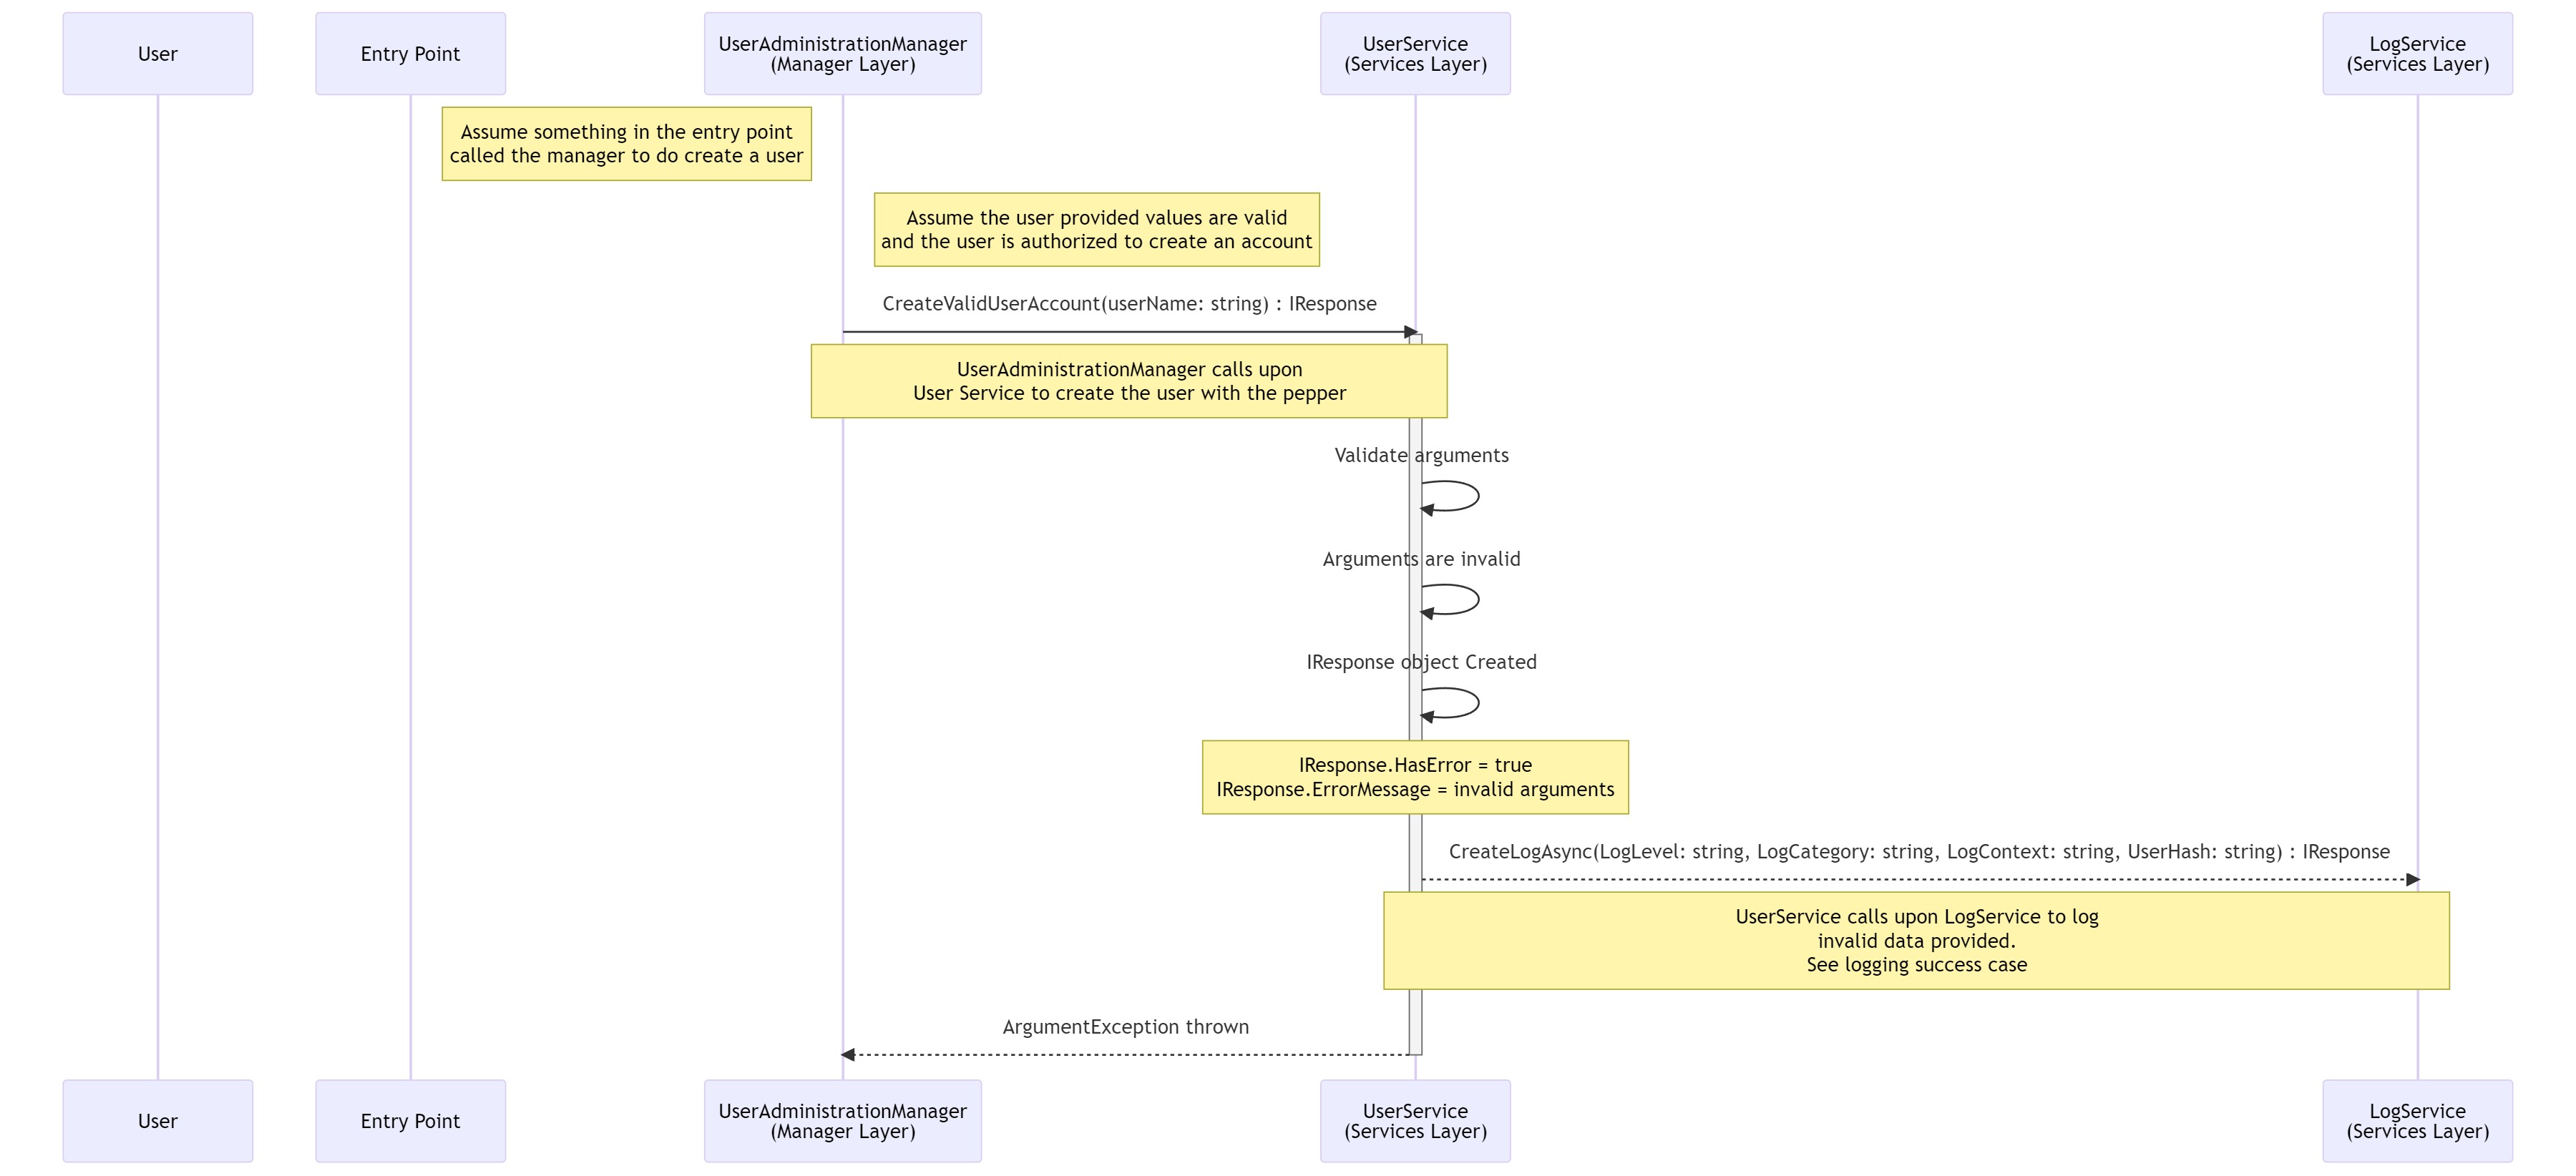 User
Entry Point
UserAdministrationManager
(Manager Layer)
UserService
(Services Layer)
LogService
(Services Layer)
Assume something in the entry point
called the manager to do create a user
Assume the user provided values are valid
and the user is authorized to create an account
CreateValidUserAccount(userName: string) : IResponse
UserAdministrationManager calls upon
User Service to create the user with the pepper
Validate arguments
Arguments are invalid
IResponse object Created
IResponse.HasError = true
IResponse.ErrorMessage = invalid arguments
CreateLogAsync(LogLevel: string, LogCategory: string, LogContext: string, UserHash: string) : IResponse
UserService calls upon LogService to log
invalid data provided.
See logging success case
ArgumentException thrown
User
Entry Point
UserAdministrationManager
(Manager Layer)
UserService
(Services Layer)
LogService
(Services Layer)